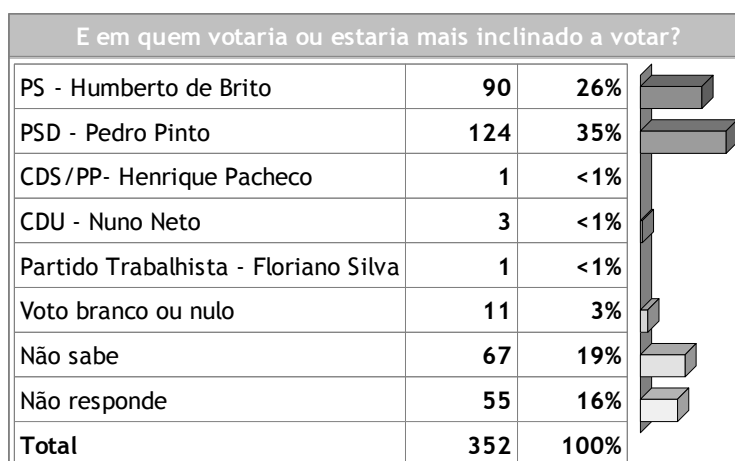 E em quem votaria ou estaria mais inclinado a votar?
PS - Humberto de Brito 90 26%
PSD - Pedro Pinto 124 35%
CDS/PP- Henrique Pacheco 1 <1%
CDU - Nuno Neto 3 <1%
Partido Trabalhista - Floriano Silva 1 <1%
Voto branco ou nulo 11 3%
Não sabe 67 19%
Não responde 55 16%
Total 352 100%